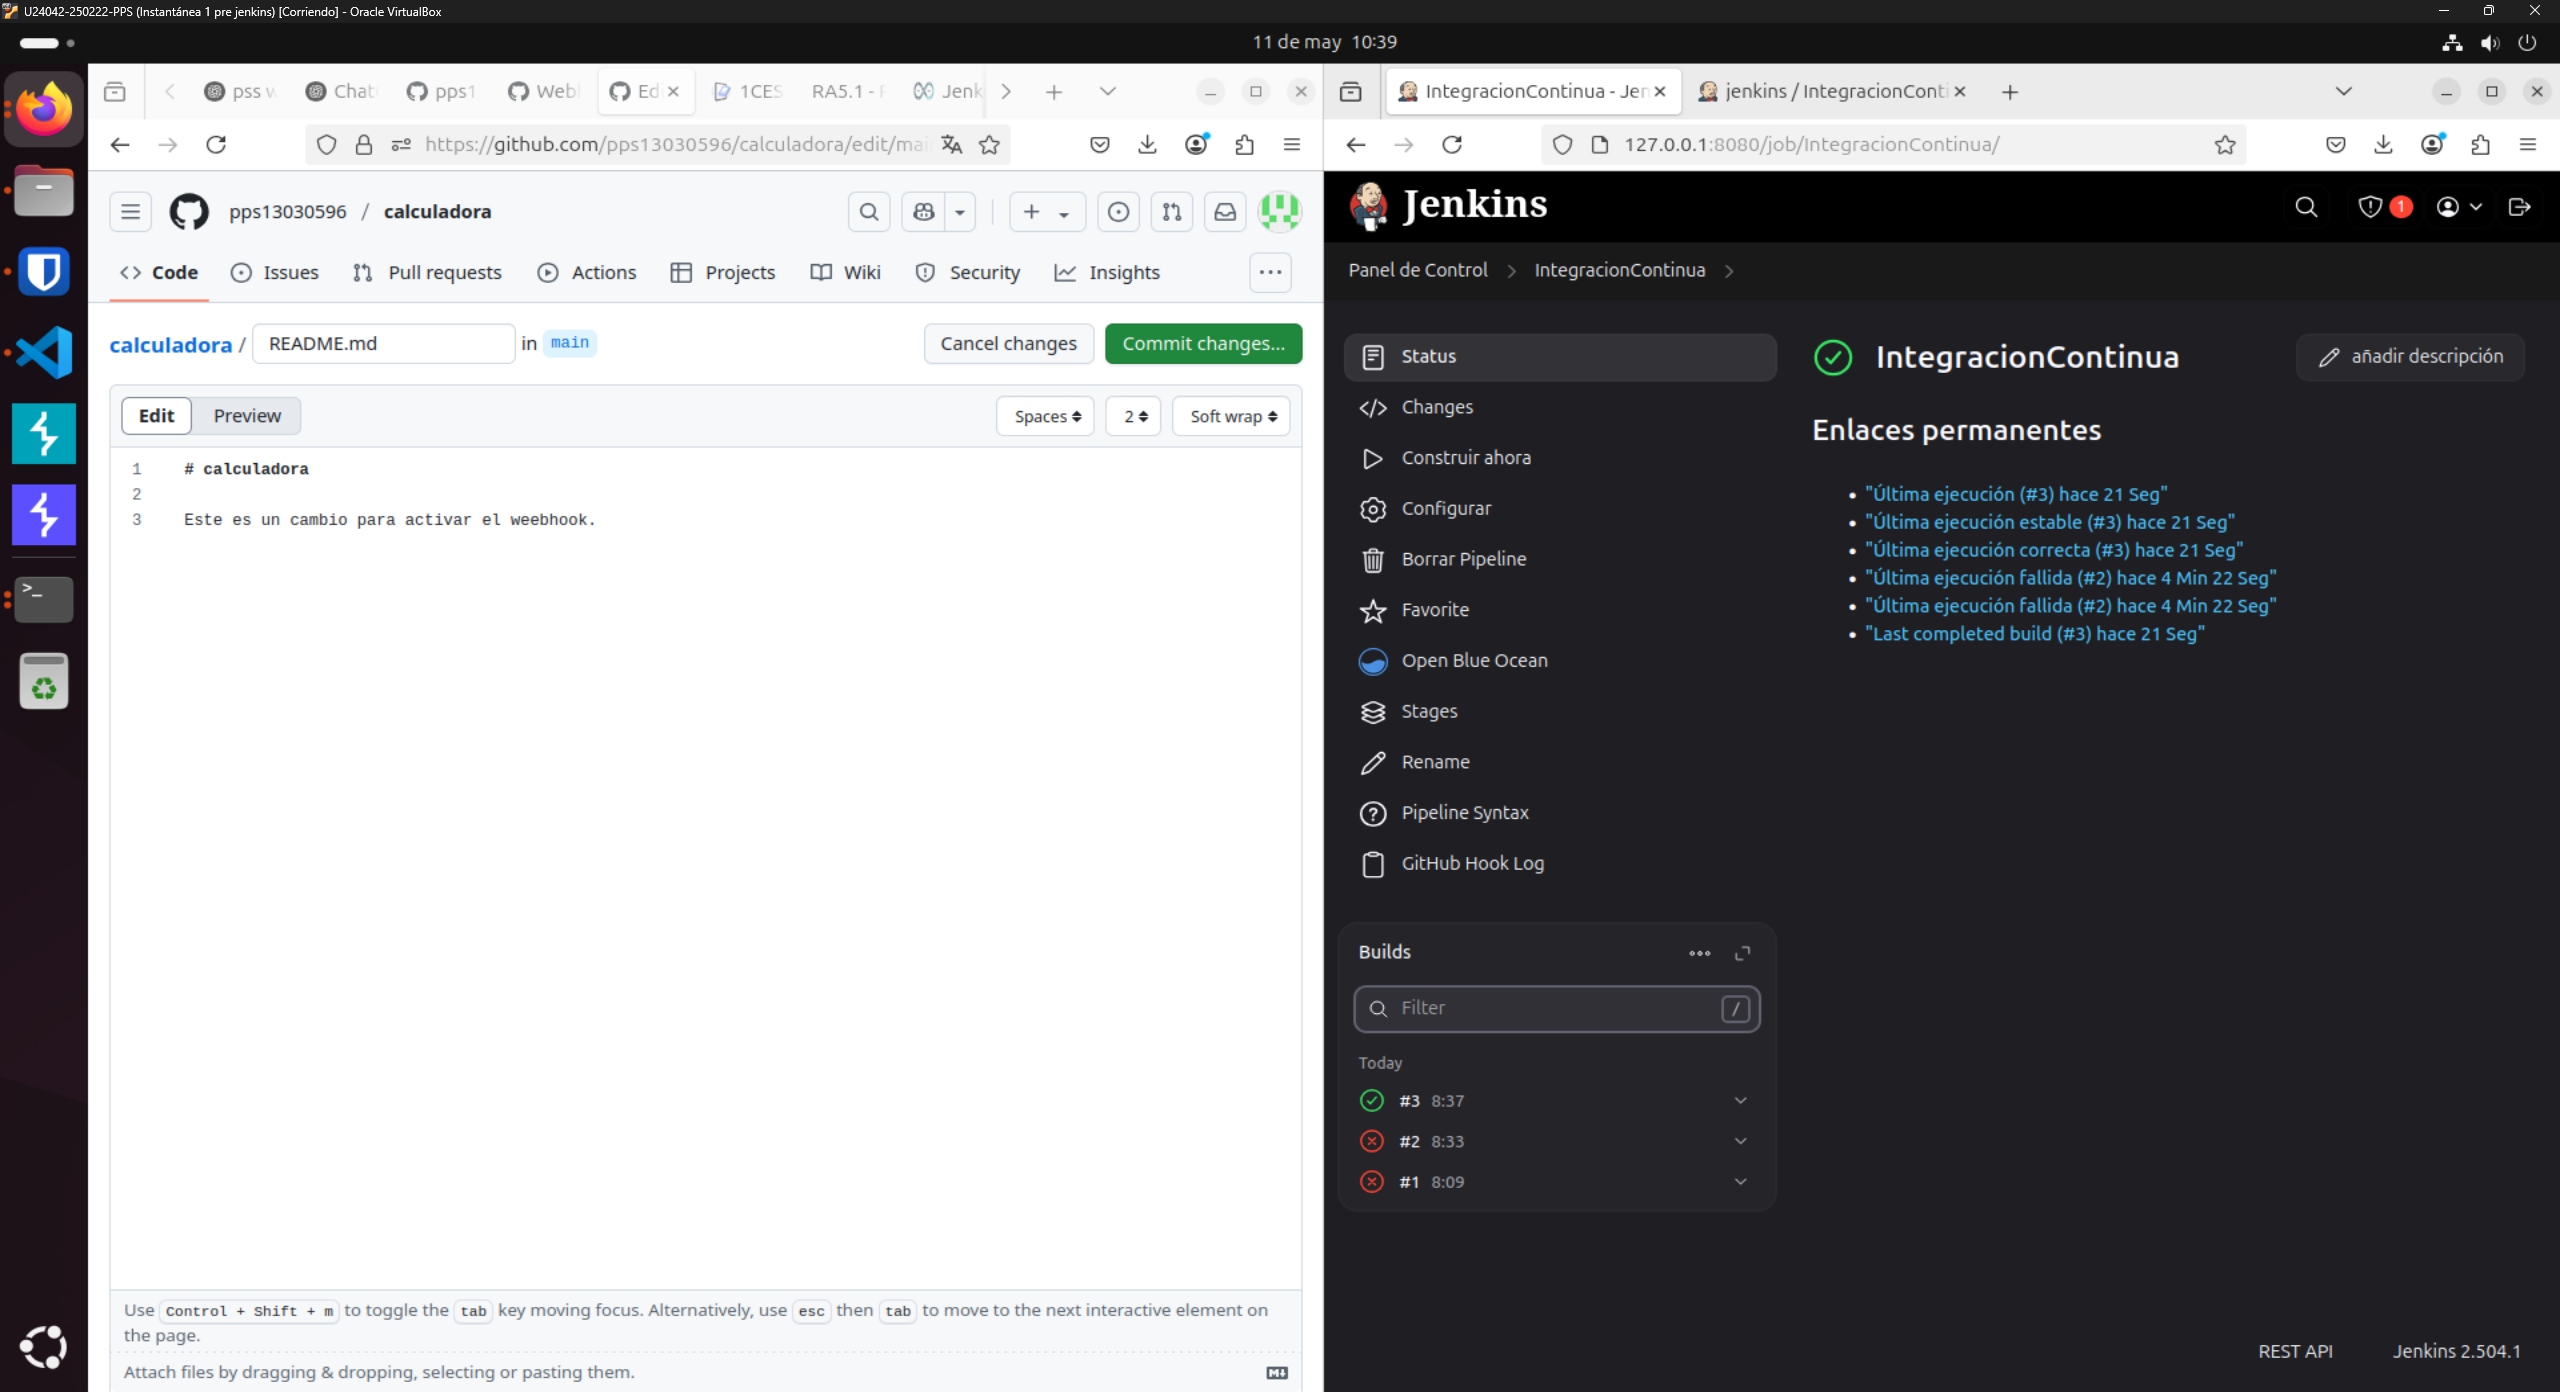 U24042-250222-PPS (Instantánea 1 pre jenkins) [Corriendo] - Oracle VirtualBox
11 de may 10:39
pss
Chat
pps1
Web
Ed
1CES
RA5.1 -
Jenk
https://github.com/pps13030596/calculadora/edit/mai
pps13030596 / calculadora
Code
Issues
Pull requests
Actions
Projects
Wiki
Security
Insights
calculadora / README.md in main
Cancel changes
Commit changes...
Edit
Preview
Spaces
2
Soft wrap
1 # calculadora
2
3 Este es un cambio para activar el weebhook.
Use Control + Shift + m to toggle the tab key moving focus. Alternatively, use esc then tab to move to the next interactive element on
the page.
Attach files by dragging & dropping, selecting or pasting them.
IntegracionContinua - Jen
jenkins / IntegracionConti
127.0.0.1:8080/job/IntegracionContinua/
Jenkins
1
Panel de Control > IntegracionContinua >
Status
Changes
Construir ahora
Configurar
Borrar Pipeline
Favorite
Open Blue Ocean
Stages
Rename
Pipeline Syntax
GitHub Hook Log
Builds
Filter
/
Today
#3 8:37
#2 8:33
#1 8:09
IntegracionContinua
añadir descripción
Enlaces permanentes
"Última ejecución (#3) hace 21 Seg"
"Última ejecución estable (#3) hace 21 Seg"
"Última ejecución correcta (#3) hace 21 Seg"
"Última ejecución fallida (#2) hace 4 Min 22 Seg"
"Última ejecución fallida (#2) hace 4 Min 22 Seg"
"Last completed build (#3) hace 21 Seg"
REST API
Jenkins 2.504.1